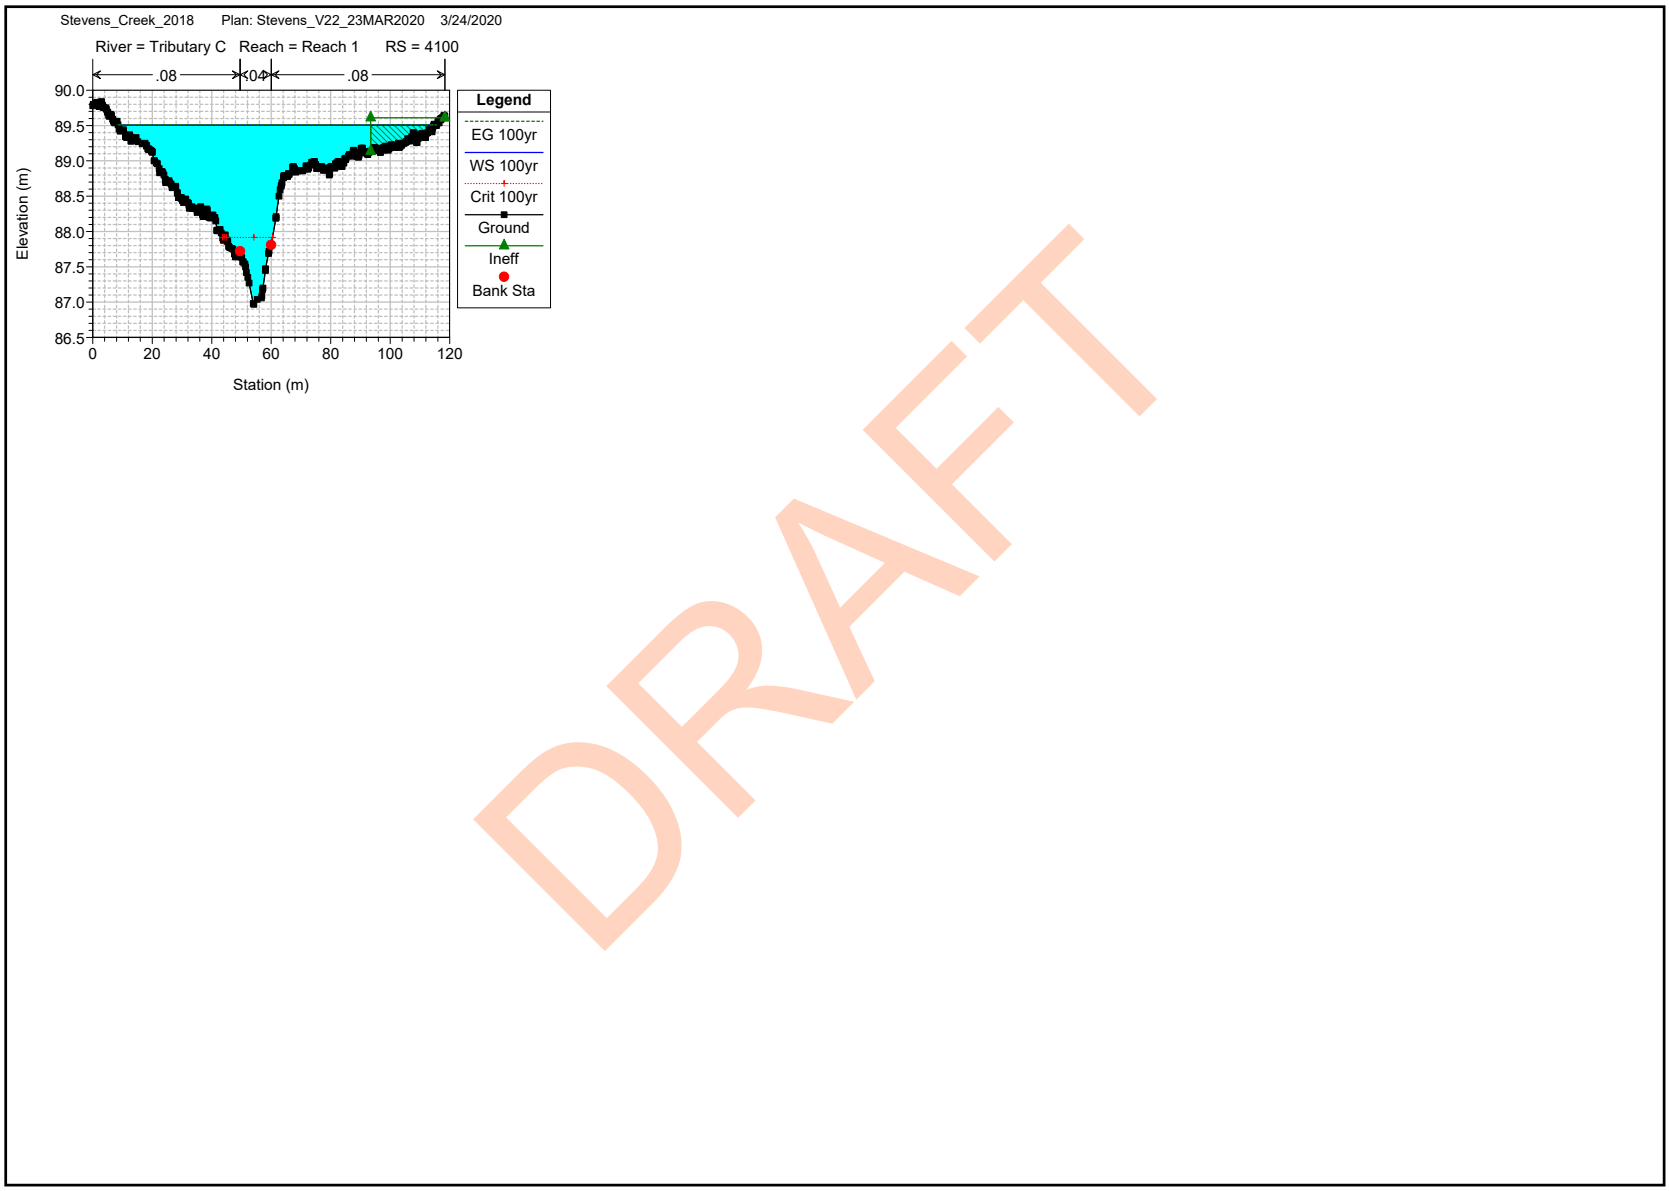 Stevens_Creek_2018 Plan: Stevens_V22_23MAR2020 3/24/2020
River = Tributary C Reach = Reach 1 RS = 4100
.08 .04 .08
90.0
89.5
89.0
88.5
88.0
87.5
87.0
86.5
0 20 40 60 80 100 120
Station (m)
Elevation (m)
Legend
EG 100yr
WS 100yr
Crit 100yr
Ground
Ineff
Bank Sta
DRAFT